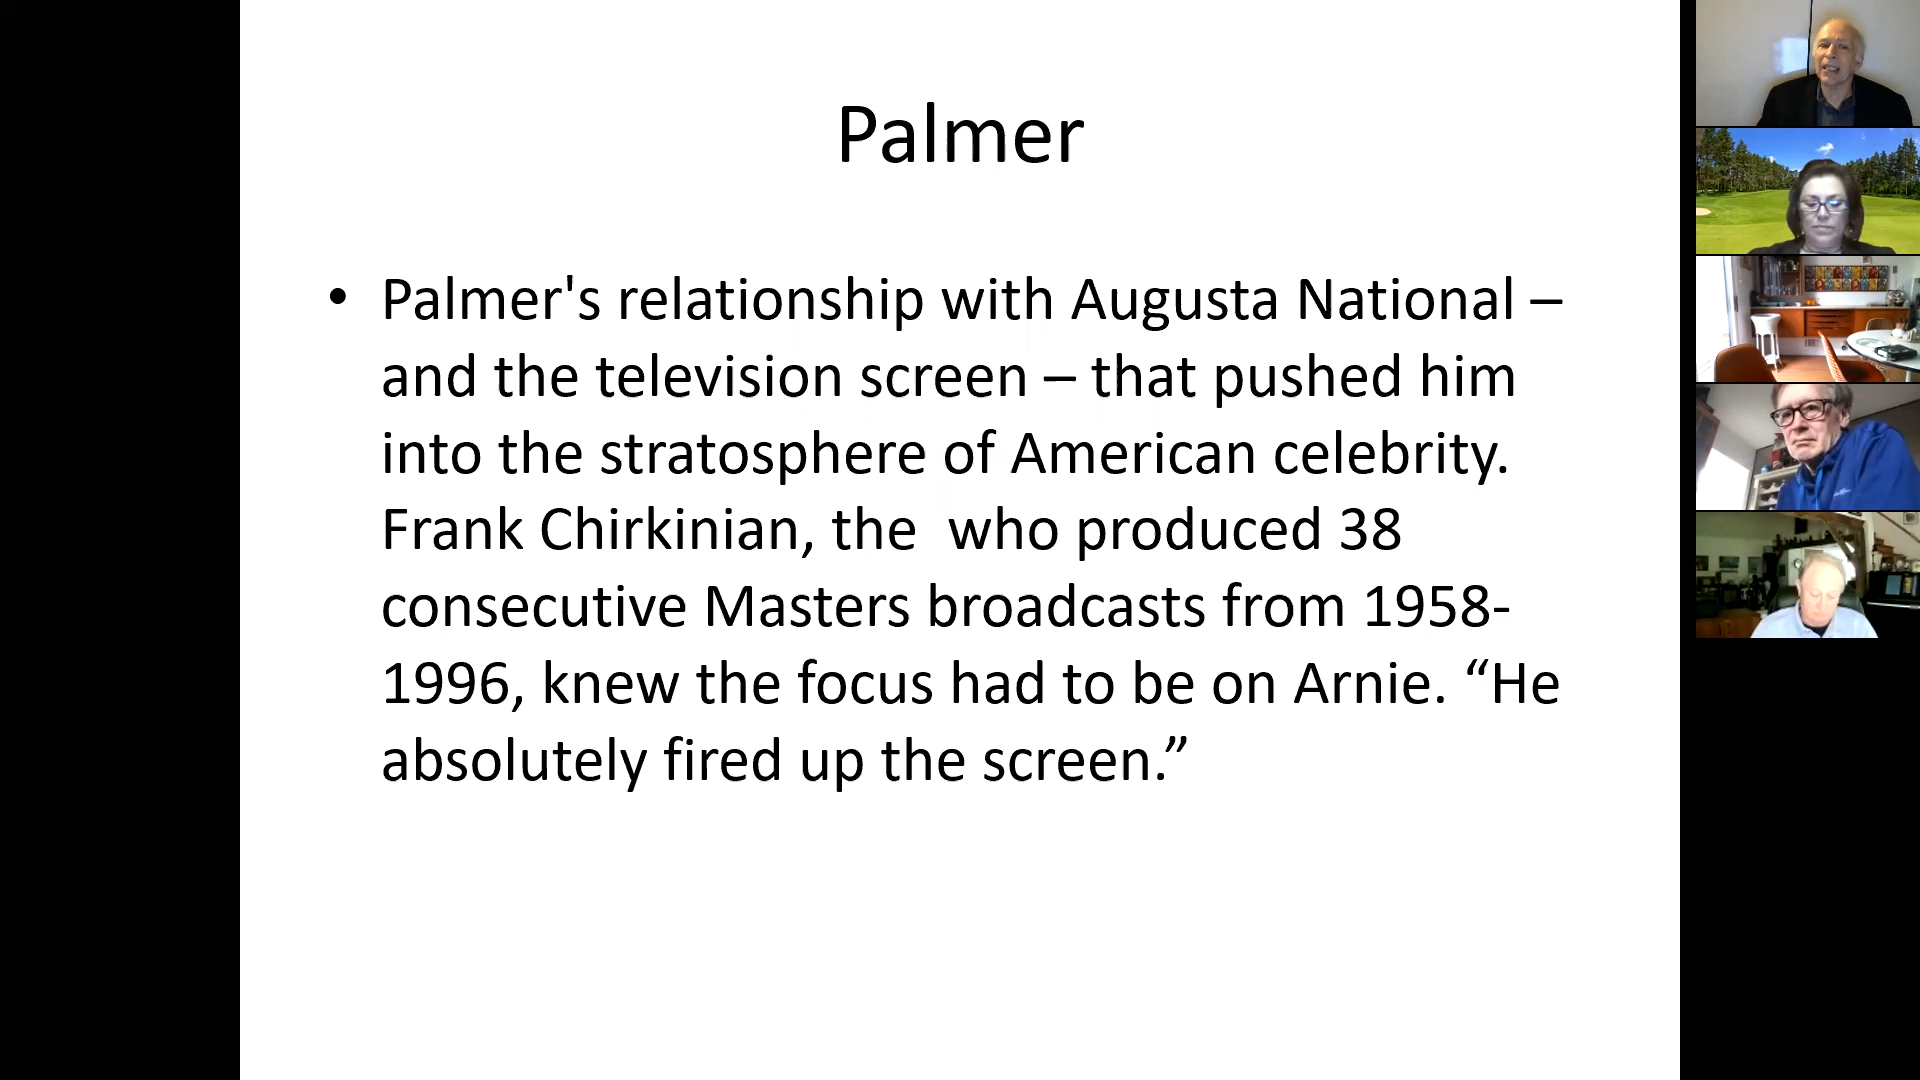 Palmer
• Palmer's relationship with Augusta National –
and the television screen – that pushed him
into the stratosphere of American celebrity.
Frank Chirkinian, the  who produced 38
consecutive Masters broadcasts from 1958-
1996, knew the focus had to be on Arnie. “He
absolutely fired up the screen.”